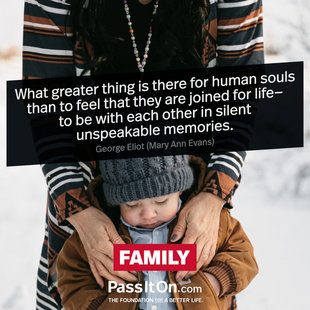 What greater thing is there for human souls
than to feel that they are joined for life—
to be with each other in silent
unspeakable memories.
George Eliot (Mary Ann Evans)
FAMILY
PassItOn.com
THE FOUNDATION FOR A BETTER LIFE.